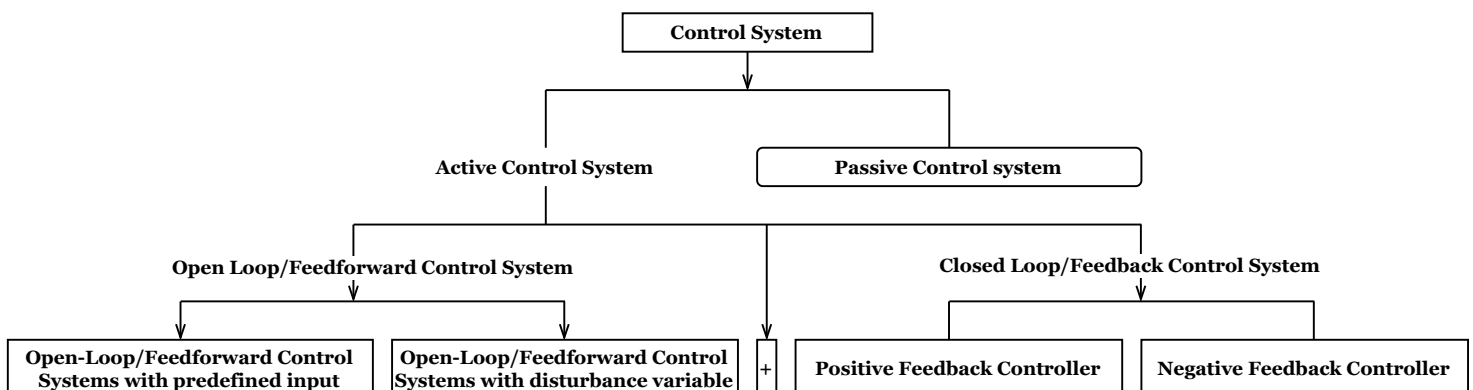 Control System
Active Control System
Passive Control system
Open Loop/Feedforward Control System
Closed Loop/Feedback Control System
Open-Loop/Feedforward Control
Systems with predefined input
Open-Loop/Feedforward Control
Systems with disturbance variable
+
Positive Feedback Controller
Negative Feedback Controller